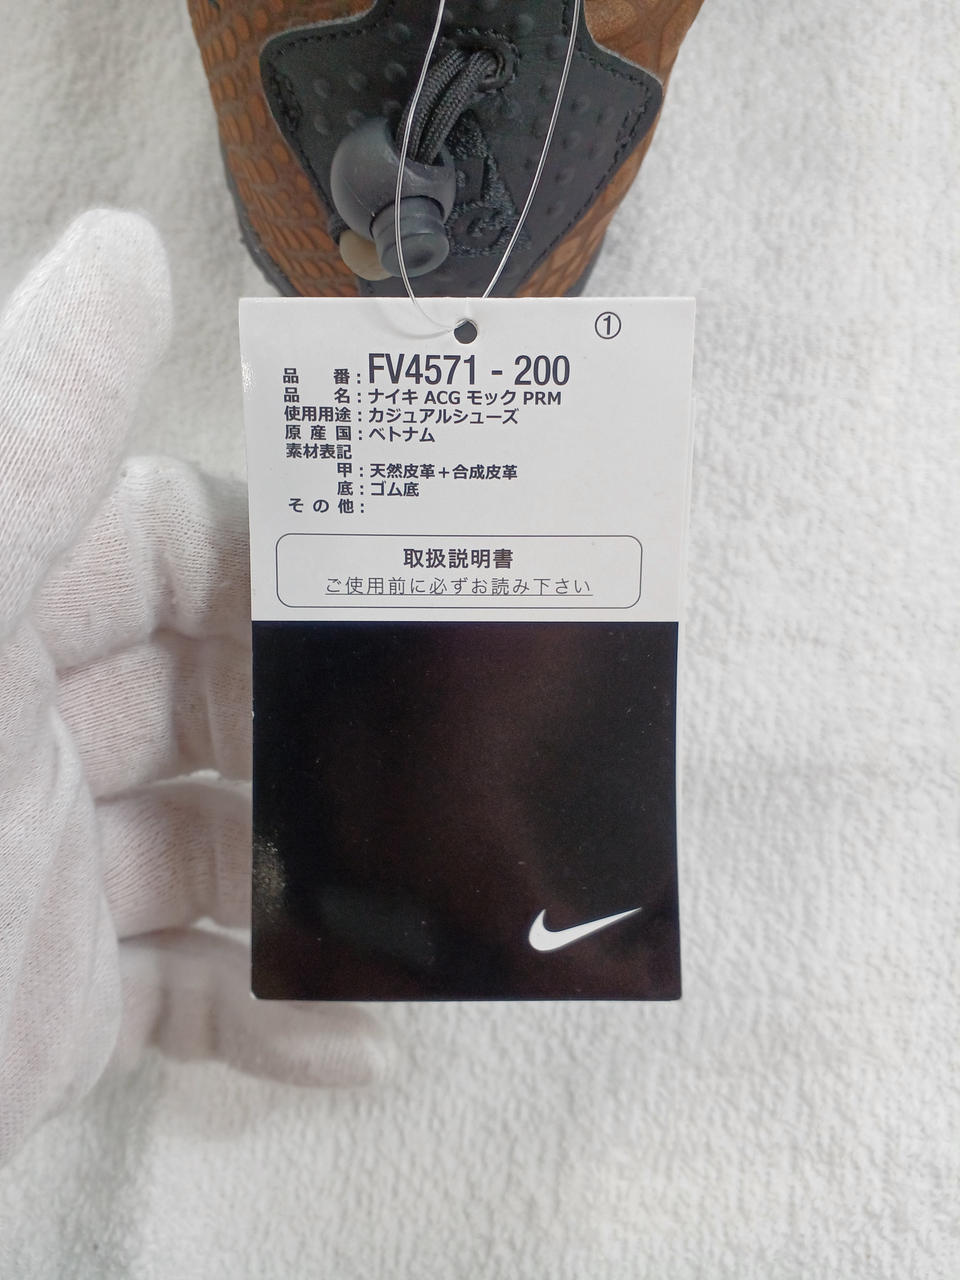 ①
品 番：FV4571 - 200
品 名：ナイキ ACG モック PRM
使用用途：カジュアルシューズ
原産国：ベトナム
素材表記
甲：天然皮革＋合成皮革
底：ゴム底
その他：
取扱説明書
ご使用前に必ずお読み下さい